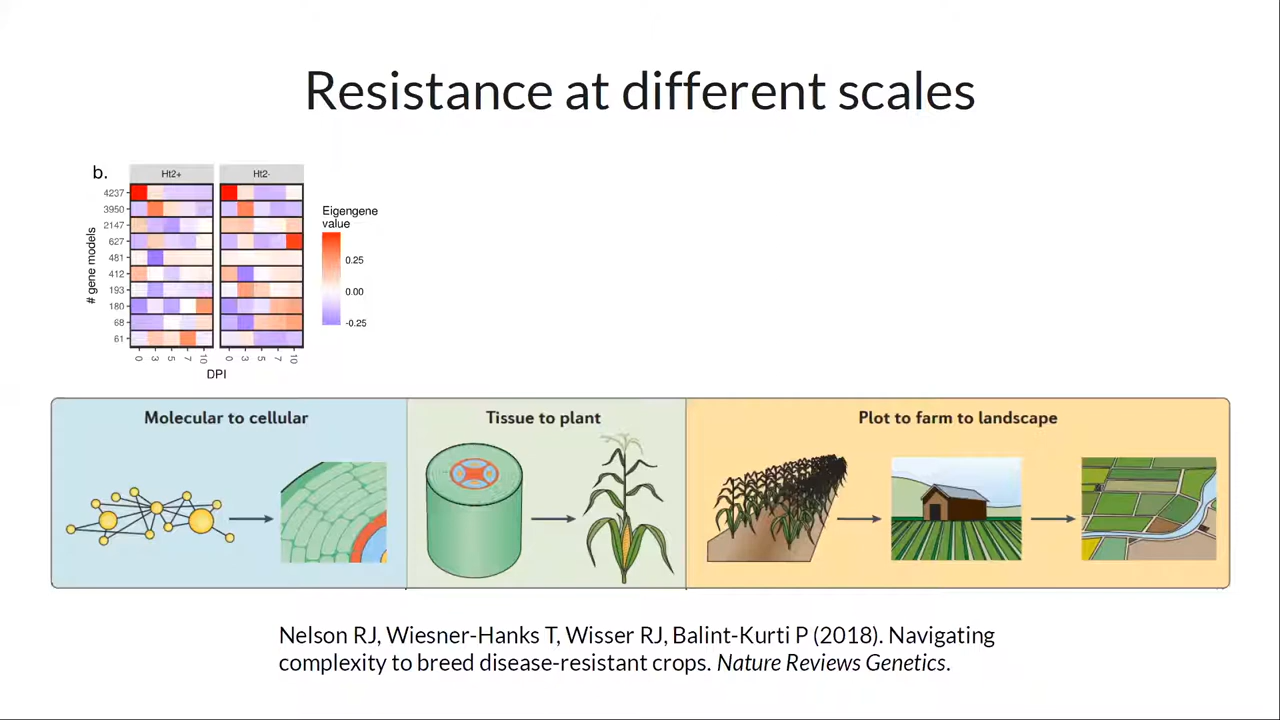 Resistance at different scales
b.
Ht2+ Ht2-
4237
3950
2147
627
481
412
193
180
68
61
# gene models
0 3 5 7 10 0 3 5 7 10
DPI
Eigengene
value
0.25
0.00
-0.25
Molecular to cellular
Tissue to plant
Plot to farm to landscape
Nelson RJ, Wiesner-Hanks T, Wisser RJ, Balint-Kurti P (2018). Navigating
complexity to breed disease-resistant crops. Nature Reviews Genetics.